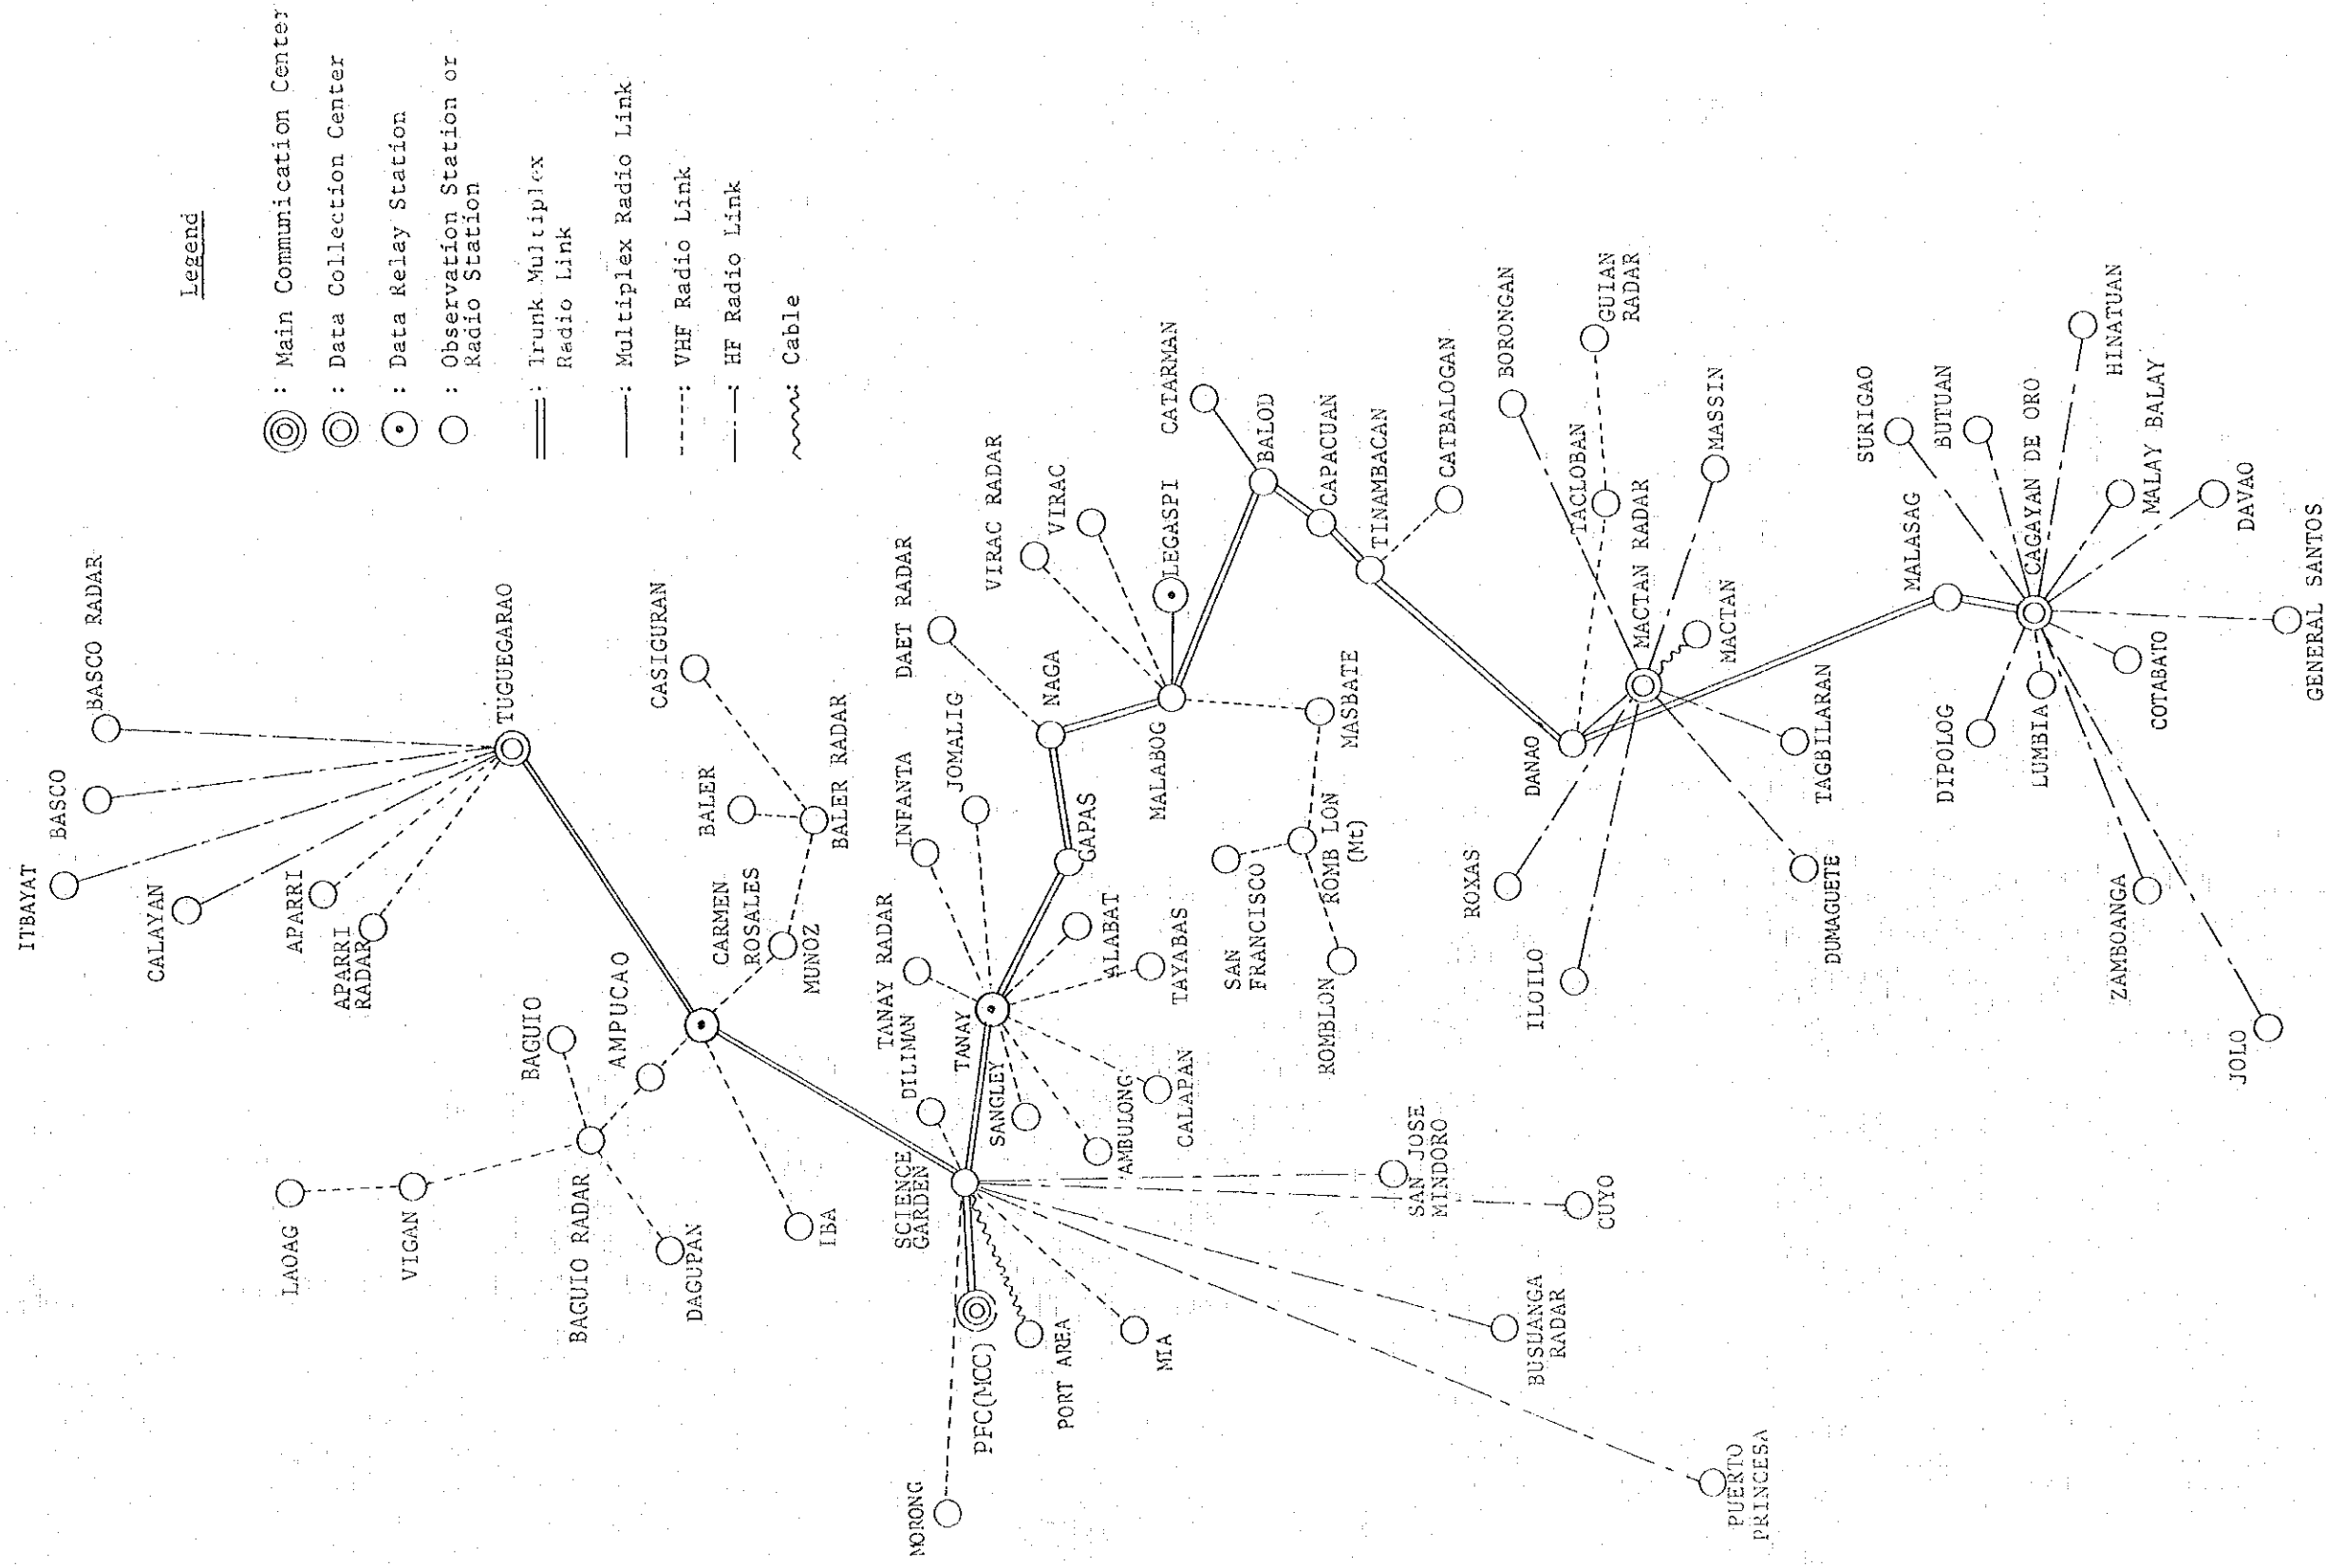 Legend
: Main Communication Center
: Data Collection Center
: Data Relay Station
: Observation Station or
Radio Station
: Trunk Multiplex
Radio Link
: Multiplex Radio Link
: VHF Radio Link
: HF Radio Link
: Cable
ITBAYAT
BASCO
BASCO RADAR
CALAYAN
APARRI
APARRI
RADAR
TUGUEGARAO
LAOAG
VIGAN
BAGUIO
AMPUCAO
BAGUIO RADAR
DAGUPAN
IBA
CARMEN
ROSALES
MUÑOZ
BALER
BALER RADAR
CASIGURAN
SCIENCE
GARDEN
DILIMAN
TANAY RADAR
TANAY
SANGLEY
AMBULONG
CALAPAN
TAYABAS
ALABAT
INFANTA
JOMALIG
GAPAS
NAGA
DAET RADAR
MORONG
PFC(MCC)
PORT AREA
MIA
SAN JOSE
MINDORO
CUYO
BUSUANGA
RADAR
PUERTO
PRINCESA
VIRAC RADAR
VIRAC
LEGASPI
MALABOG
MASBATE
ROMB LON
(Mt)
SAN
FRANCISCO
ROMBLON
CATARMAN
BALOD
CAPACUAN
TINAMBACAN
CATBALOGAN
BORONGAN
TACLOBAN
GUIAN
RADAR
MACTAN RADAR
MASSIN
MACTAN
DANAO
ROXAS
ILOILO
DUMAGUETE
TAGBILARAN
MALASAG
SURIGAO
BUTUAN
CAGAYAN DE ORO
HINATUAN
MALAY BALAY
DAVAO
GENERAL SANTOS
COTABATO
LUMBIA
DIPOLOG
ZAMBOANGA
JOLO